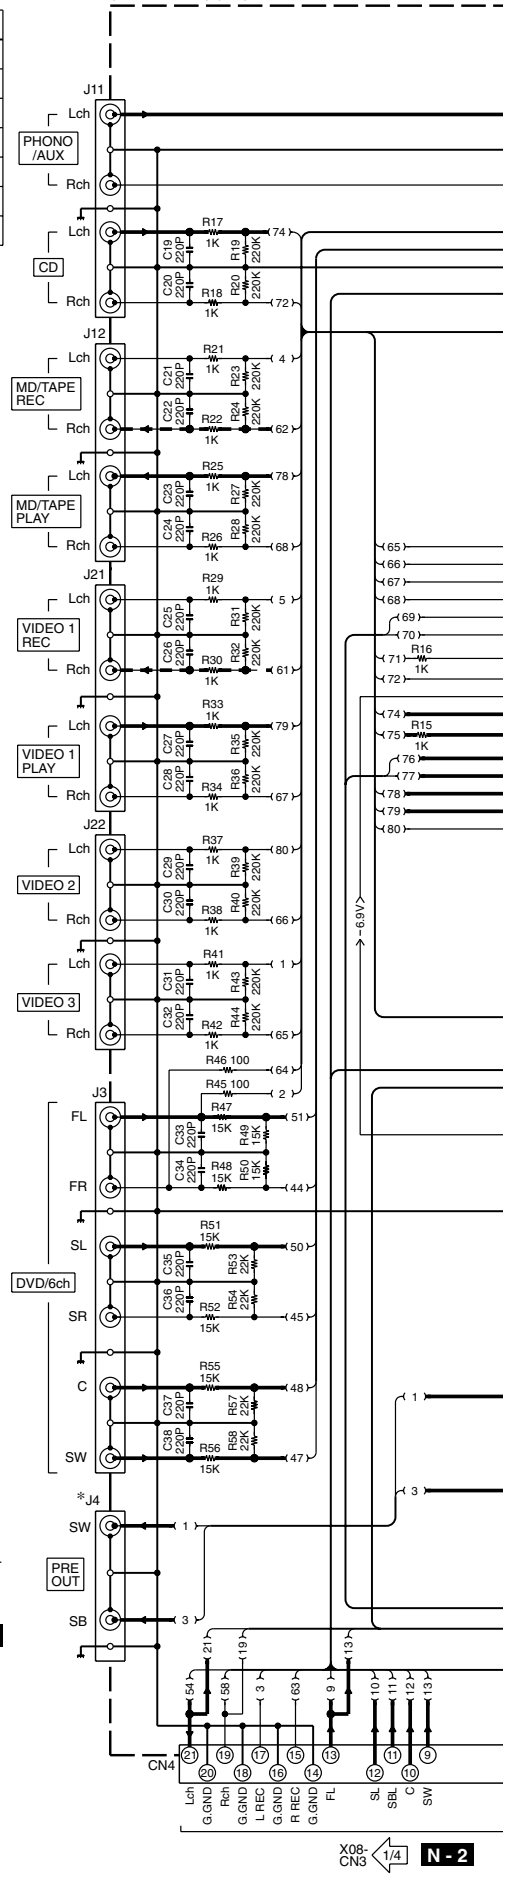 J11
Lch
PHONO
/AUX
Rch
Lch
CD
Rch
C19
220P
C20
220P
R17
1K
R18
1K
R19
220K
R20
220K
74
72
J12
Lch
MD/TAPE
REC
Rch
C21
220P
C22
220P
R21
1K
R22
1K
R23
220K
R24
220K
4
62
Lch
MD/TAPE
PLAY
Rch
C23
220P
C24
220P
R25
1K
R26
1K
R27
220K
R28
220K
78
68
J21
Lch
VIDEO 1
REC
Rch
C25
220P
C26
220P
R29
1K
R30
1K
R31
220K
R32
220K
5
61
Lch
VIDEO 1
PLAY
Rch
C27
220P
C28
220P
R33
1K
R34
1K
R35
220K
R36
220K
79
67
65
66
67
68
69
70
71
R16
1K
72
74
75
R15
1K
76
77
78
79
80
-6.9V
J22
Lch
VIDEO 2
Rch
C29
220P
C30
220P
R37
1K
R38
1K
R39
220K
R40
220K
80
66
Lch
VIDEO 3
Rch
C31
220P
C32
220P
R41
1K
R42
1K
R43
220K
R44
220K
1
65
R46 100
64
R45 100
2
J3
FL
FR
C33
220P
C34
220P
R47
15K
R48
15K
R49
15K
R50
15K
51
44
DVD/6ch
SL
SR
C35
220P
C36
220P
R51
15K
R52
15K
R53
22K
R54
22K
50
45
C
SW
C37
220P
C38
220P
R55
15K
R56
15K
R57
22K
R58
22K
48
47
1
3
*J4
SW
1
PRE
OUT
SB
3
21
19
13
54
58
3
63
9
10
11
12
13
CN4
21
20
19
18
17
16
15
14
13
12
11
10
9
Lch
G.GND
Rch
G.GND
L REC
G.GND
R REC
G.GND
FL
SL
SBL
C
SW
X08-
CN3
1/4
N - 2